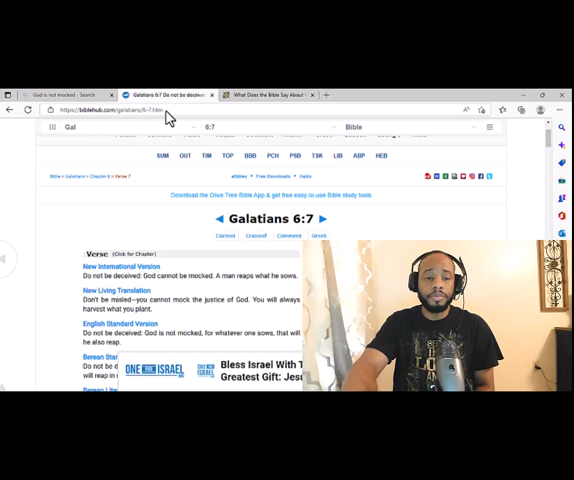 God is not mocked - Search
Galatians 6:7 Do not be deceived
What Does the Bible Say About
https://biblehub.com/galatians/6-7.htm
Gal 6:7 Bible
SUM OUT TIM TOP BBB PCH PSB TSK LIB ABP HEB
Bible > Galatians > Chapter 6 > Verse 7
eBibles • Free Downloads • Audio
Download the Olive Tree Bible App & get free easy to use Bible study tools
◄ Galatians 6:7 ►
Context Crossref Comment Greek
Verse (Click for Chapter)
New International Version
Do not be deceived: God cannot be mocked. A man reaps what he sows.
New Living Translation
Don't be misled—you cannot mock the justice of God. You will always
harvest what you plant.
English Standard Version
Do not be deceived: God is not mocked, for whatever one sows, that will
he also reap.
Berean
Do not be d
will reap in
Berean
ONE FOR ISRAEL
ONE FOR ISRAEL
Bless Israel With T
Greatest Gift: Jesu
THE